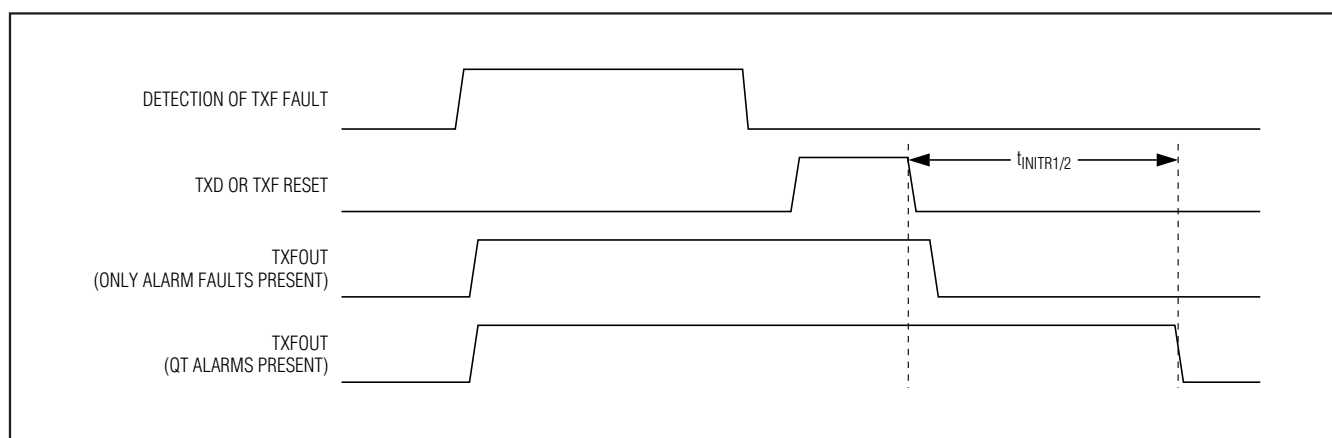 DETECTION OF TXF FAULT
TXD OR TXF RESET
tINITR1/2
TXFOUT
(ONLY ALARM FAULTS PRESENT)
TXFOUT
(QT ALARMS PRESENT)